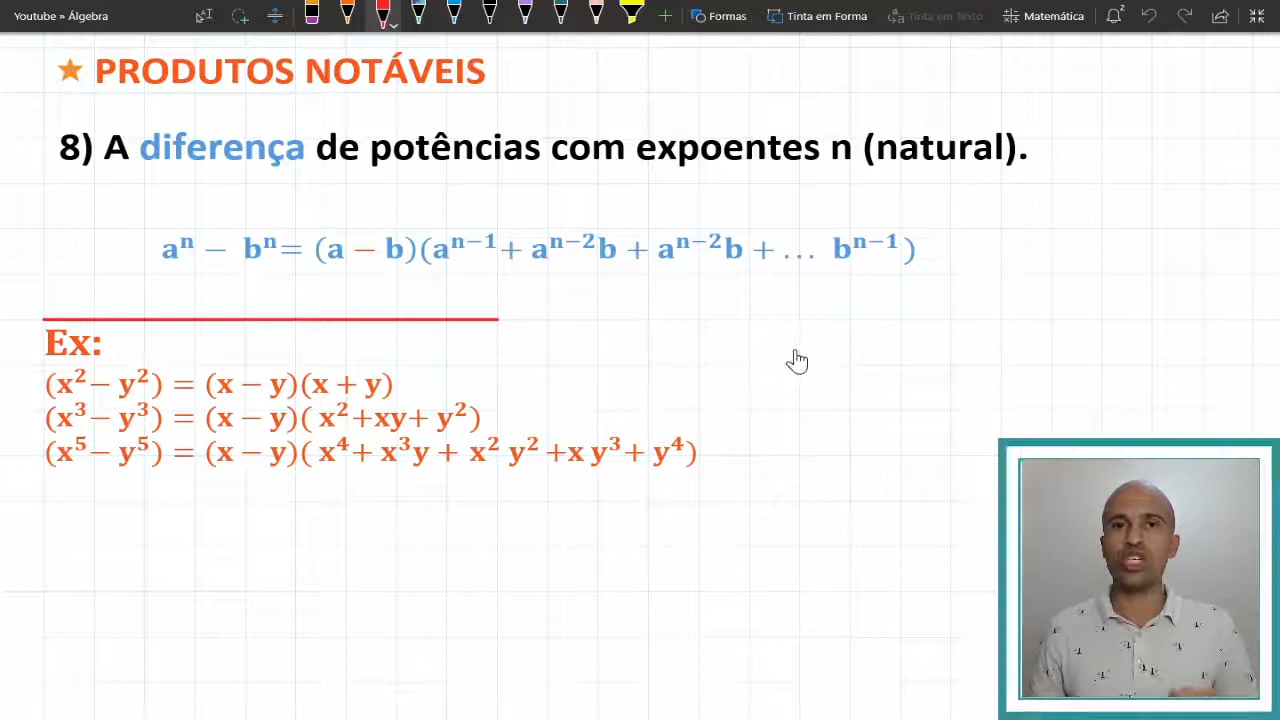 Youtube » Álgebra
Formas
Tinta em Forma
Tinta em Texto
Matemática
★ PRODUTOS NOTÁVEIS
8) A diferença de potências com expoentes n (natural).
aⁿ − bⁿ= (a − b)(aⁿ⁻¹+ aⁿ⁻²b + aⁿ⁻²b + … bⁿ⁻¹)
Ex:
(x²− y²) = (x − y)(x + y)
(x³− y³) = (x − y)( x²+xy+ y²)
(x⁵− y⁵) = (x − y)( x⁴+ x³y + x² y² +x y³+ y⁴)